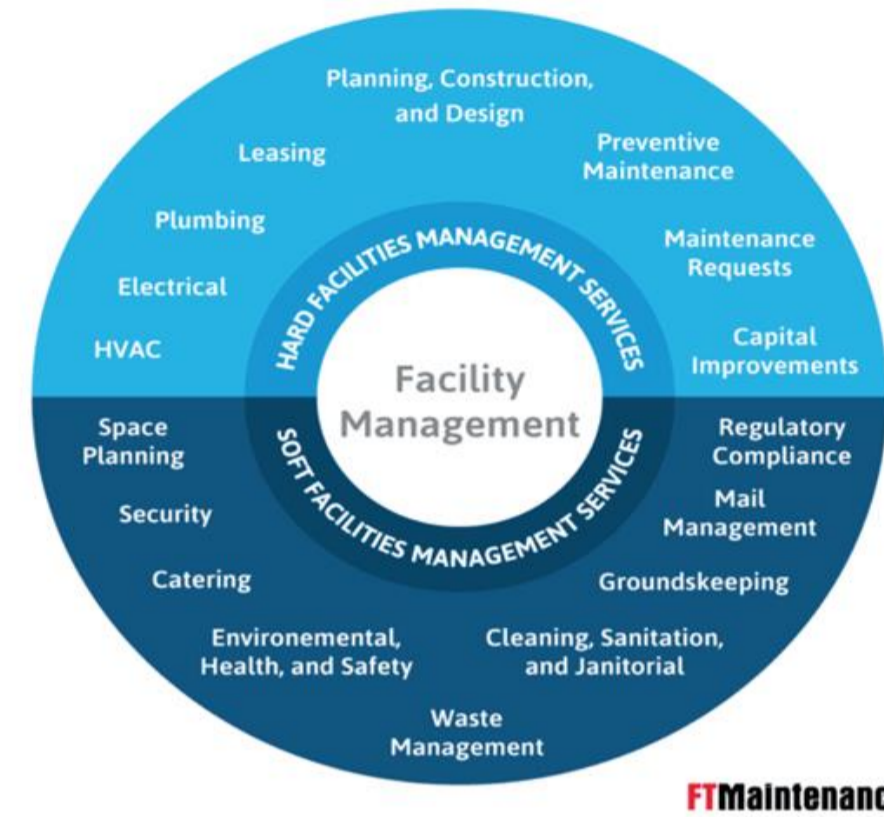 Planning, Construction,
and Design
Leasing
Preventive
Maintenance
Plumbing
Maintenance
Requests
Electrical
HVAC
Capital
Improvements
HARD FACILITIES MANAGEMENT SERVICES
Facility
Management
SOFT FACILITIES MANAGEMENT SERVICES
Space
Planning
Regulatory
Compliance
Security
Mail
Management
Catering
Groundskeeping
Environemental,
Health, and Safety
Cleaning, Sanitation,
and Janitorial
Waste
Management
FTMaintenanc